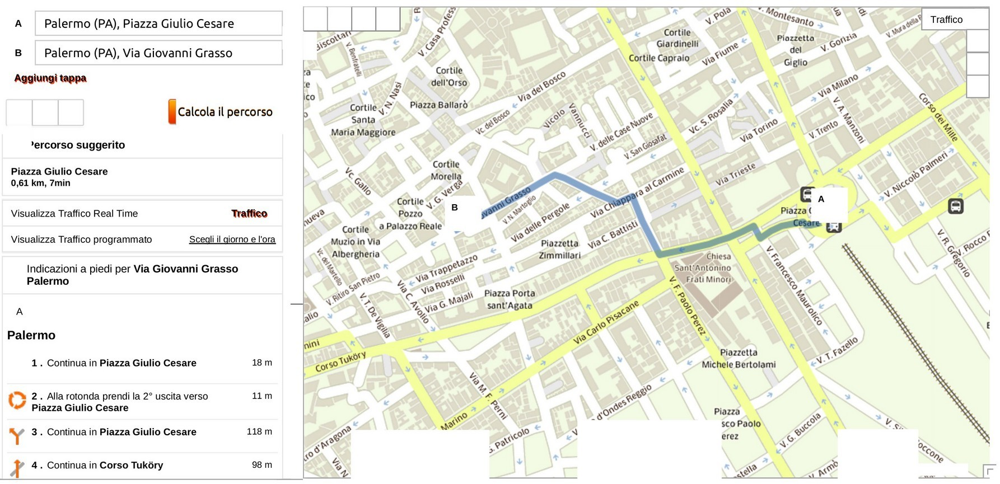 A
Palermo (PA), Piazza Giulio Cesare
B
Palermo (PA), Via Giovanni Grasso
Aggiungi tappa
Calcola il percorso
Percorso suggerito
Piazza Giulio Cesare
0,61 km, 7min
Visualizza Traffico Real Time
Traffico
Visualizza Traffico programmato
Scegli il giorno e l'ora
Indicazioni a piedi per Via Giovanni Grasso
Palermo
A
Palermo
1 . Continua in Piazza Giulio Cesare
18 m
2 . Alla rotonda prendi la 2° uscita verso
Piazza Giulio Cesare
11 m
3 . Continua in Piazza Giulio Cesare
118 m
4 . Continua in Corso Tuköry
98 m
Traffico
Biscottari
V. Benfratelli
V. Casa Profess
V. N. Nasi
Cortile
dell'Orso
Piazza Ballarò
Cortile
Santa
Maria Maggiore
Via del Bosco
Vc. del Bosco
Vicolo
Vannucci
V. delle Case Nuove
V. San Giosafat
Cortile
Giardinelli
Cortile Capraio
V. Pola
Via Fiume
V. Montesanto
Piazzetta
del
Giglio
V. Gorizia
V. Mura della
Via Milano
Vc. S. Rosalia
Via Torino
V. Trento
V. A. Manzoni
Corso dei Mille
Via Trieste
V. Niccolò Palmeri
Vc. Gallo
Cortile
Morella
V. G. Verga
Cortile
Pozzo
a Palazzo Reale
B
ovanni Grasso
V. N. Martoglio
Via delle Pergole
Via Chiappara al Carmine
Via C. Battisti
A
Piazza
Cesare
nueva
Cortile
Muzio in Via
Albergheria
Piazzetta
Zimmillari
Chiesa
Sant'Antonino
Frati Minori
Vc. del Martello
V. Ritiro San Pietro
Via Trappetazzo
Via Rosselli
Via G. Majali
Piazza Porta
sant'Agata
Via C. Avolio
V. T. De Vigilia
V. F. Paolo Perez
V. Francesco Maurolico
V. R. Gregorio
V. Rocco
Via Carlo Pisacane
Corso Tuköry
Piazzetta
Michele Bertolami
V. T. Fazello
Via M. F. Perni
Marino
d'Ondes Reggio
Piazza
sco Paolo
erez
tro d'Aragona
G. Patricolo
V. G. Buccola
occone
Via N
stella
V. Armò